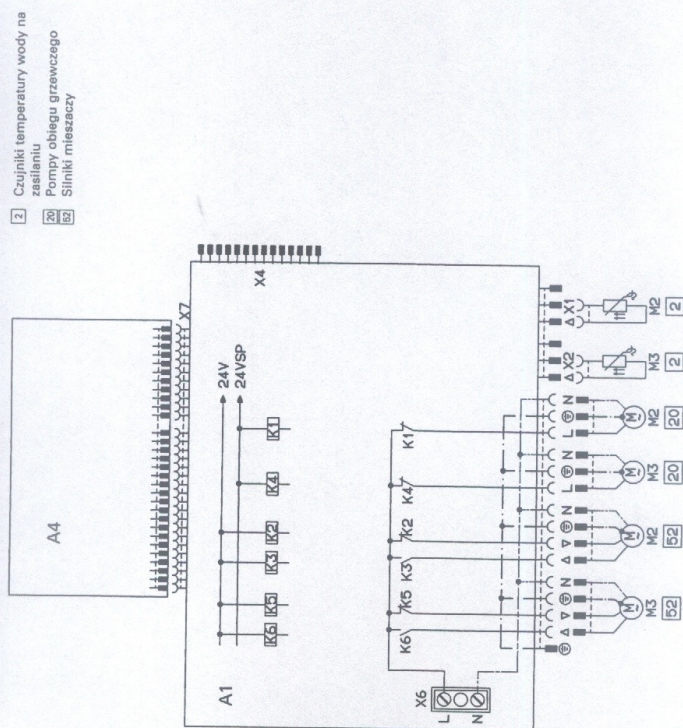 2 Czujniki temperatury wody na
zasilaniu
20 Pompy obiegu grzewczego
52 Silniki mieszaczy
A4
X7
X4
24V
24VSP
K6 K5 K3 K2 K4 K1
A1
K6 K5 K3 K2 K4 K1
X6
L
N
N N L N L N X2 X1
M M M M
M3 M2 M3 M2 M3 M2
52 52 20 20 2 2